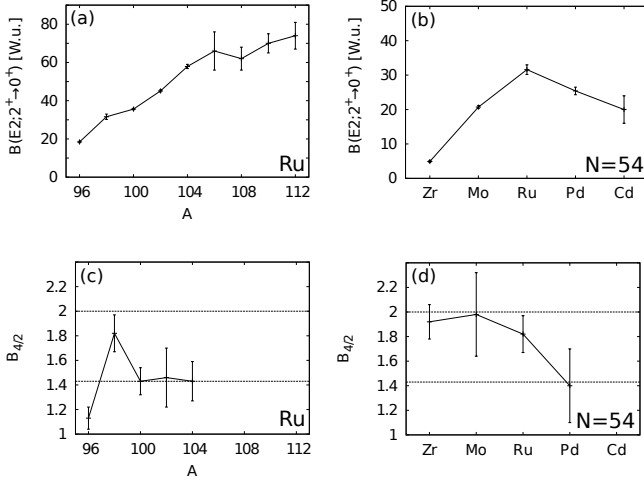 (a)
B(E2;2⁺→0⁺) [W.u.]
80
60
40
20
0
96 100 104 108 112
A
Ru
(b)
B(E2;2⁺→0⁺) [W.u.]
50
40
30
20
10
0
Zr Mo Ru Pd Cd
N=54
(c)
B₄/₂
2.2
2
1.8
1.6
1.4
1.2
1
96 100 104 108 112
A
Ru
(d)
B₄/₂
2.2
2
1.8
1.6
1.4
1.2
1
Zr Mo Ru Pd Cd
N=54